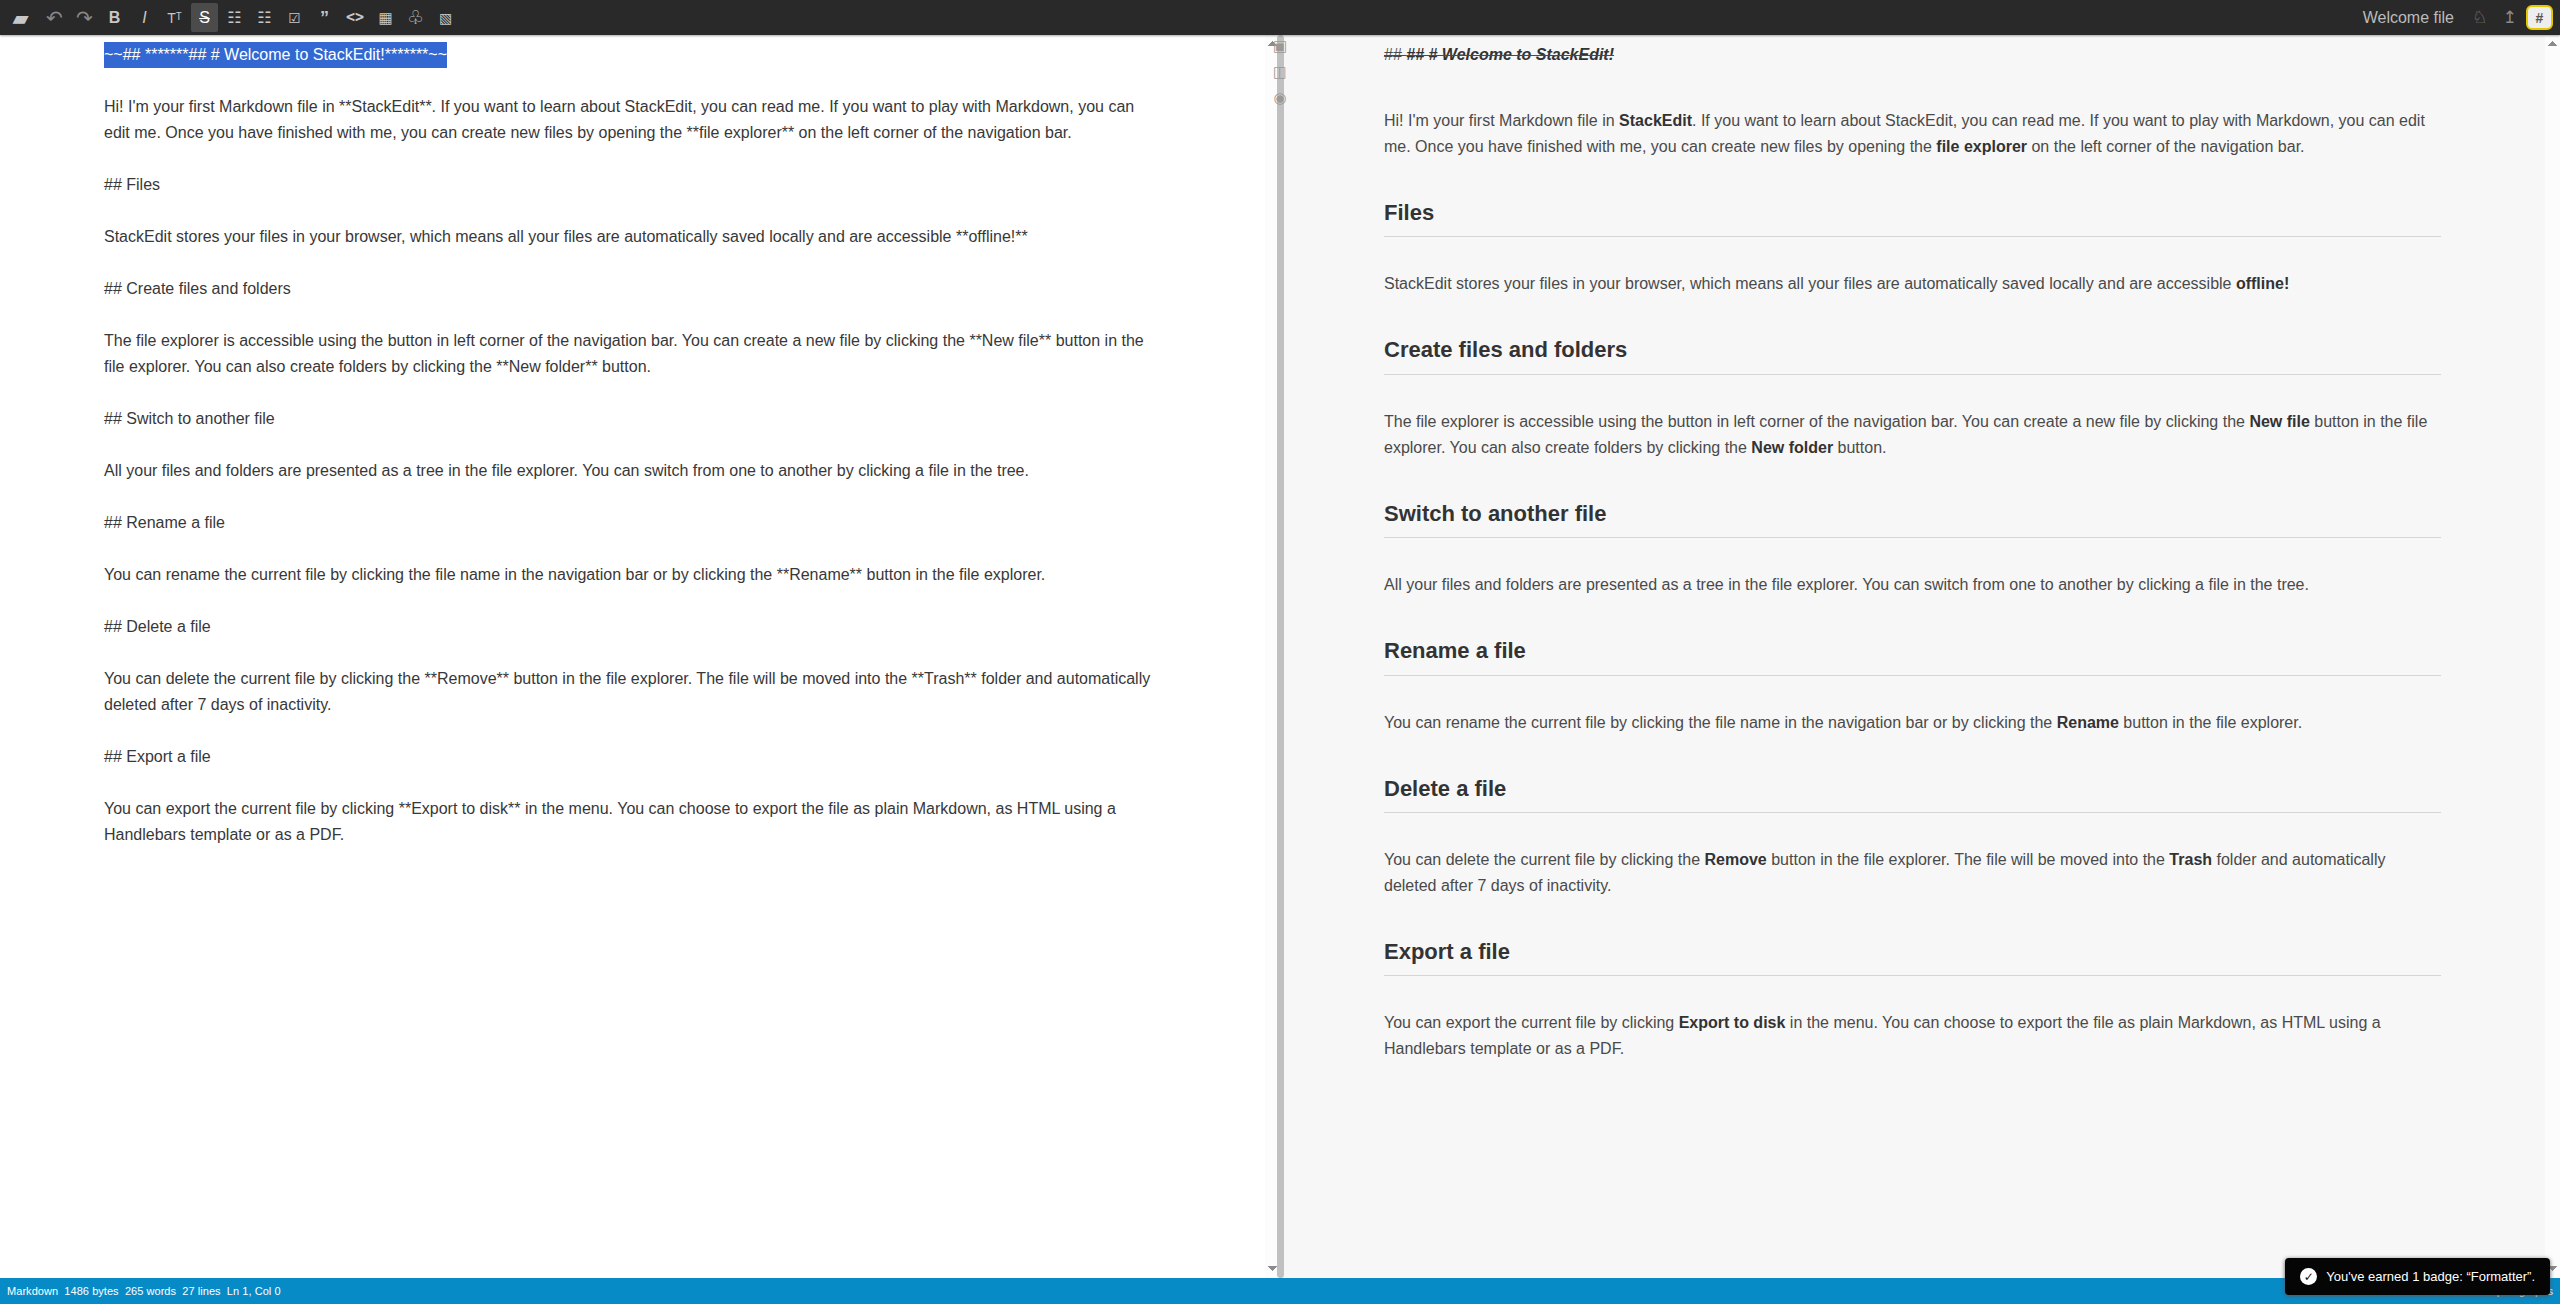 B I TT S ” <> Welcome file #
~~## *******## # Welcome to StackEdit!*******~~
Hi! I'm your first Markdown file in **StackEdit**. If you want to learn about StackEdit, you can read me. If you want to play with Markdown, you can
edit me. Once you have finished with me, you can create new files by opening the **file explorer** on the left corner of the navigation bar.
## Files
StackEdit stores your files in your browser, which means all your files are automatically saved locally and are accessible **offline!**
## Create files and folders
The file explorer is accessible using the button in left corner of the navigation bar. You can create a new file by clicking the **New file** button in the
file explorer. You can also create folders by clicking the **New folder** button.
## Switch to another file
All your files and folders are presented as a tree in the file explorer. You can switch from one to another by clicking a file in the tree.
## Rename a file
You can rename the current file by clicking the file name in the navigation bar or by clicking the **Rename** button in the file explorer.
## Delete a file
You can delete the current file by clicking the **Remove** button in the file explorer. The file will be moved into the **Trash** folder and automatically
deleted after 7 days of inactivity.
## Export a file
You can export the current file by clicking **Export to disk** in the menu. You can choose to export the file as plain Markdown, as HTML using a
Handlebars template or as a PDF.
## ## # Welcome to StackEdit!
Hi! I'm your first Markdown file in StackEdit. If you want to learn about StackEdit, you can read me. If you want to play with Markdown, you can edit
me. Once you have finished with me, you can create new files by opening the file explorer on the left corner of the navigation bar.
Files
StackEdit stores your files in your browser, which means all your files are automatically saved locally and are accessible offline!
Create files and folders
The file explorer is accessible using the button in left corner of the navigation bar. You can create a new file by clicking the New file button in the file
explorer. You can also create folders by clicking the New folder button.
Switch to another file
All your files and folders are presented as a tree in the file explorer. You can switch from one to another by clicking a file in the tree.
Rename a file
You can rename the current file by clicking the file name in the navigation bar or by clicking the Rename button in the file explorer.
Delete a file
You can delete the current file by clicking the Remove button in the file explorer. The file will be moved into the Trash folder and automatically
deleted after 7 days of inactivity.
Export a file
You can export the current file by clicking Export to disk in the menu. You can choose to export the file as plain Markdown, as HTML using a
Handlebars template or as a PDF.
You've earned 1 badge: “Formatter”.
Markdown 1486 bytes 265 words 27 lines Ln 1, Col 0